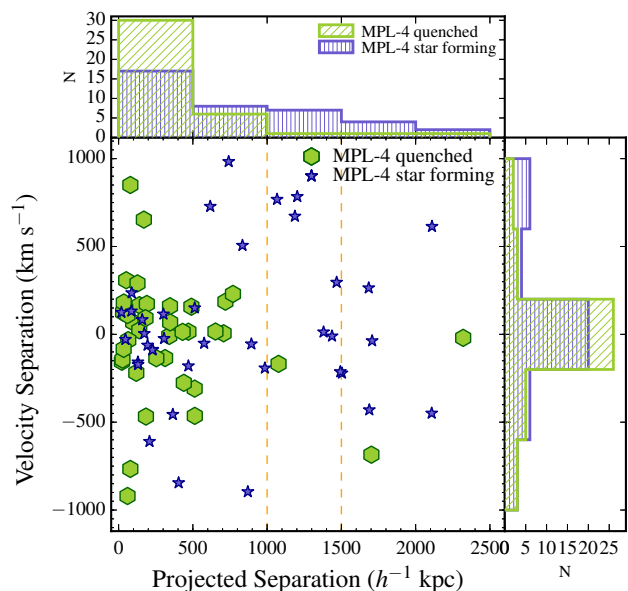 30
25
20
15
10
5
0
N
MPL-4 quenched
MPL-4 star forming
1000
500
0
−500
−1000
Velocity Separation (km s⁻¹)
MPL-4 quenched
MPL-4 star forming
0 500 1000 1500 2000 2500
Projected Separation (h⁻¹ kpc)
5 10 15 20 25
N